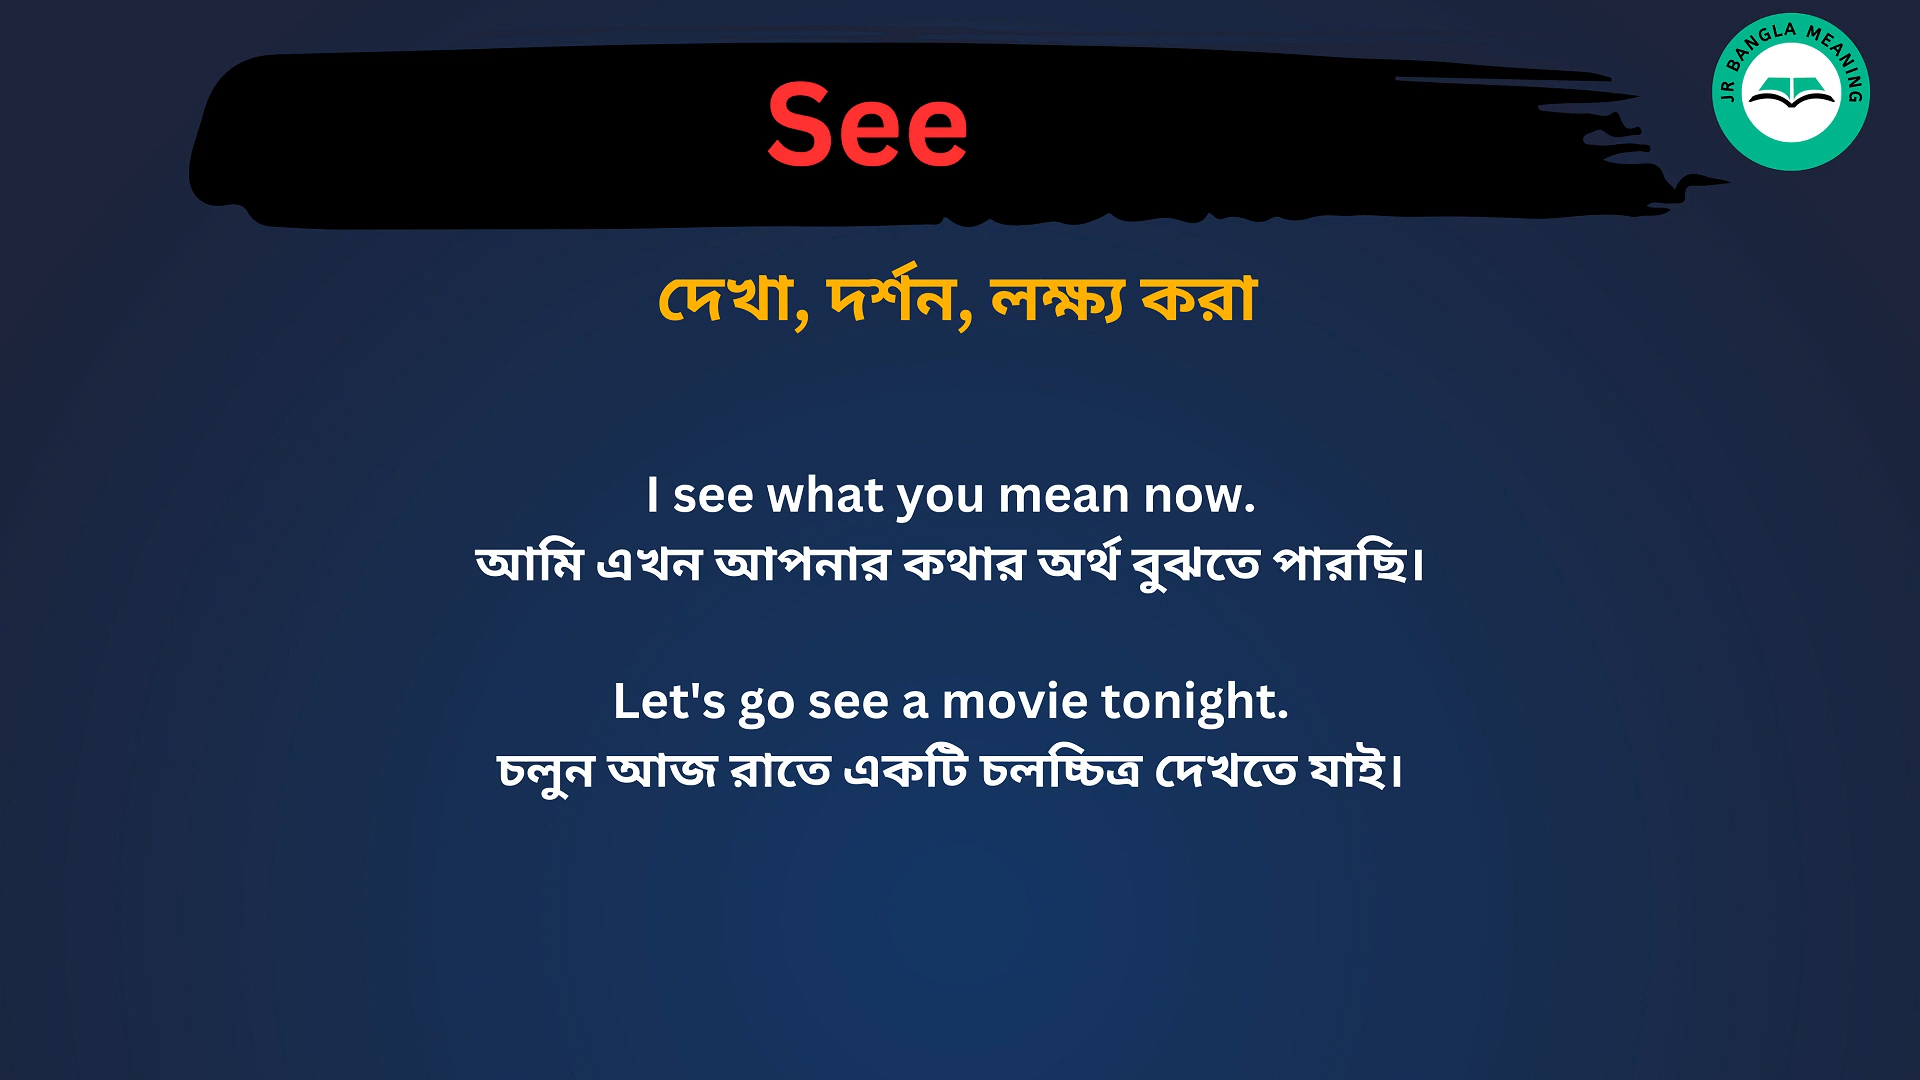 See
JR BANGLA MEANING
দেখা, দর্শন, লক্ষ্য করা
I see what you mean now.
আমি এখন আপনার কথার অর্থ বুঝতে পারছি।
Let's go see a movie tonight.
চলুন আজ রাতে একটি চলচ্চিত্র দেখতে যাই।